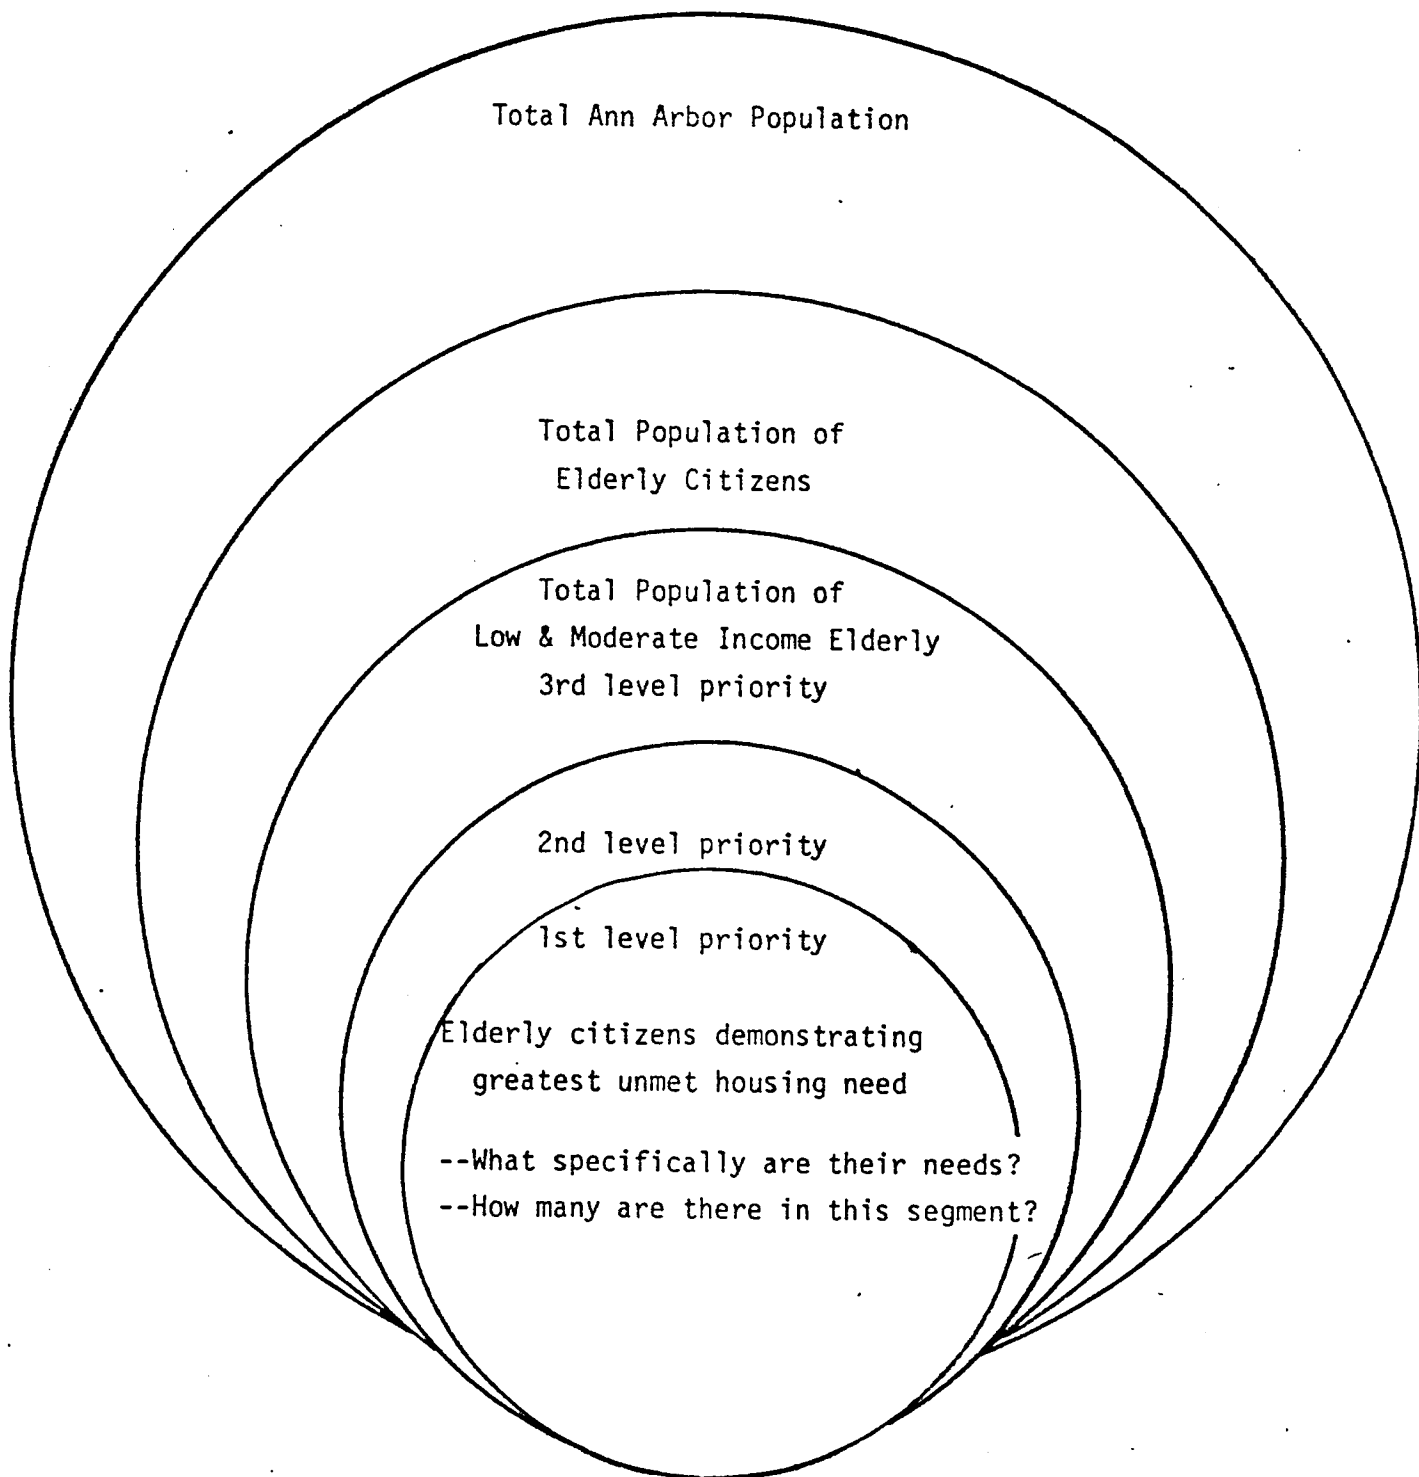 Total Ann Arbor Population
Total Population of
Elderly Citizens
Total Population of
Low & Moderate Income Elderly
3rd level priority
2nd level priority
1st level priority
Elderly citizens demonstrating
greatest unmet housing need
--What specifically are their needs?
--How many are there in this segment?